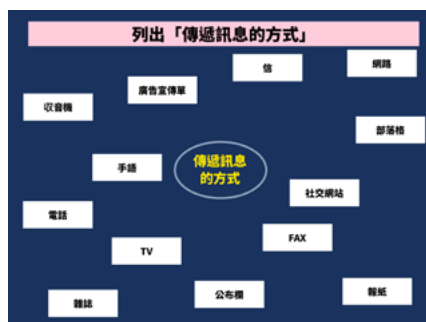 列出「傳遞訊息的方式」
信
網路
廣告宣傳單
収音機
部落格
手語
傳遞訊息
的方式
社交網站
電話
FAX
TV
公布欄
報紙
雜誌